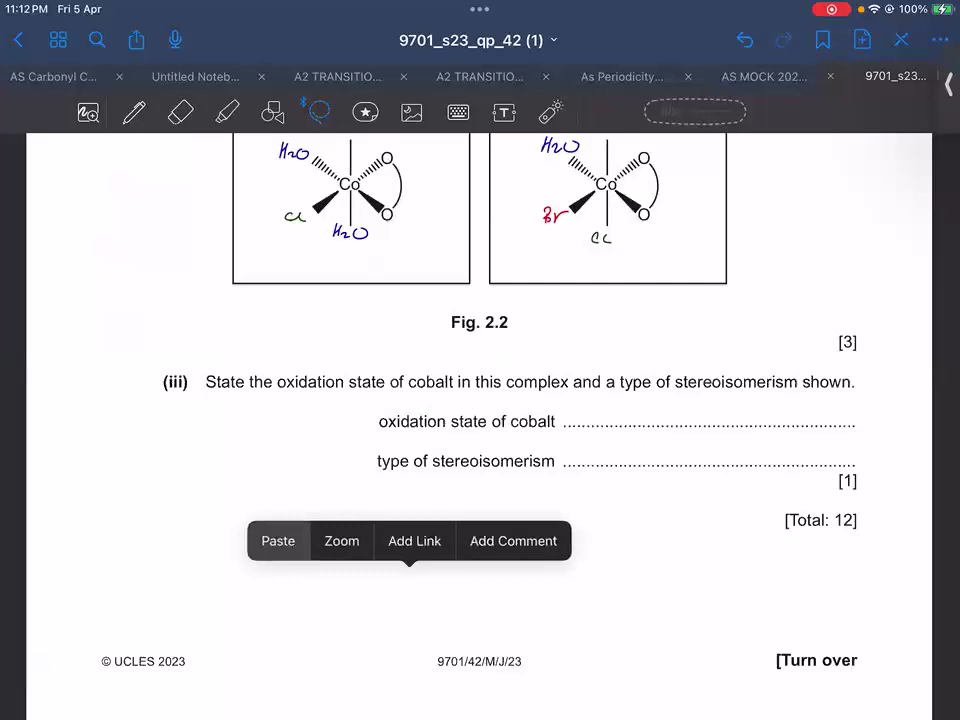 11:12 PM Fri 5 Apr 100%
9701_s23_qp_42 (1)
AS Carbonyl C... Untitled Noteb... A2 TRANSITIO... A2 TRANSITIO... As Periodicity... AS MOCK 202... 9701_s23...
H2O O H2O O
Co Co
Cl O Br O
H2O Cl
Fig. 2.2
[3]
(iii) State the oxidation state of cobalt in this complex and a type of stereoisomerism shown.
oxidation state of cobalt ..............................................................
type of stereoisomerism ..............................................................
[1]
[Total: 12]
Paste Zoom Add Link Add Comment
© UCLES 2023 9701/42/M/J/23 [Turn over